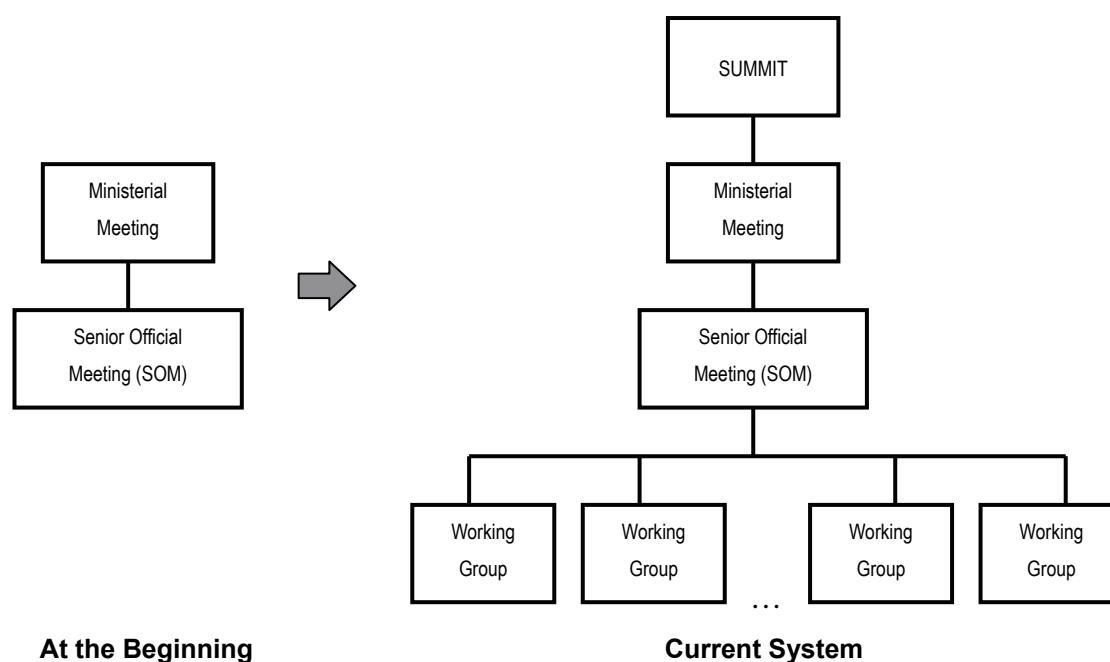 SUMMIT
Ministerial
Meeting
Senior Official
Meeting (SOM)
Ministerial
Meeting
Senior Official
Meeting (SOM)
Working
Group
Working
Group
...
Working
Group
Working
Group
At the Beginning
Current System